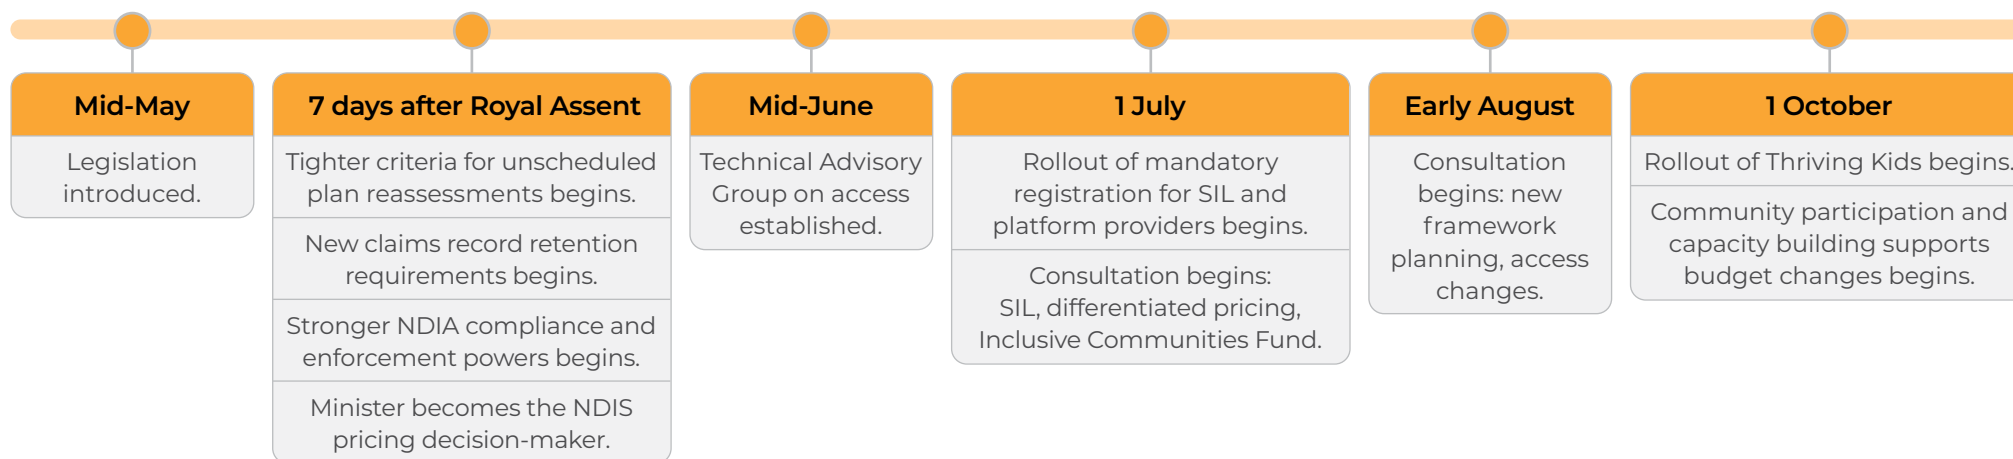 Mid-May
Legislation
introduced.
7 days after Royal Assent
Tighter criteria for unscheduled
plan reassessments begins.
New claims record retention
requirements begins.
Stronger NDIA compliance and
enforcement powers begins.
Minister becomes the NDIS
pricing decision-maker.
Mid-June
Technical Advisory
Group on access
established.
1 July
Rollout of mandatory
registration for SIL and
platform providers begins.
Consultation begins:
SIL, differentiated pricing,
Inclusive Communities Fund.
Early August
Consultation
begins: new
framework
planning, access
changes.
1 October
Rollout of Thriving Kids begins.
Community participation and
capacity building supports
budget changes begins.